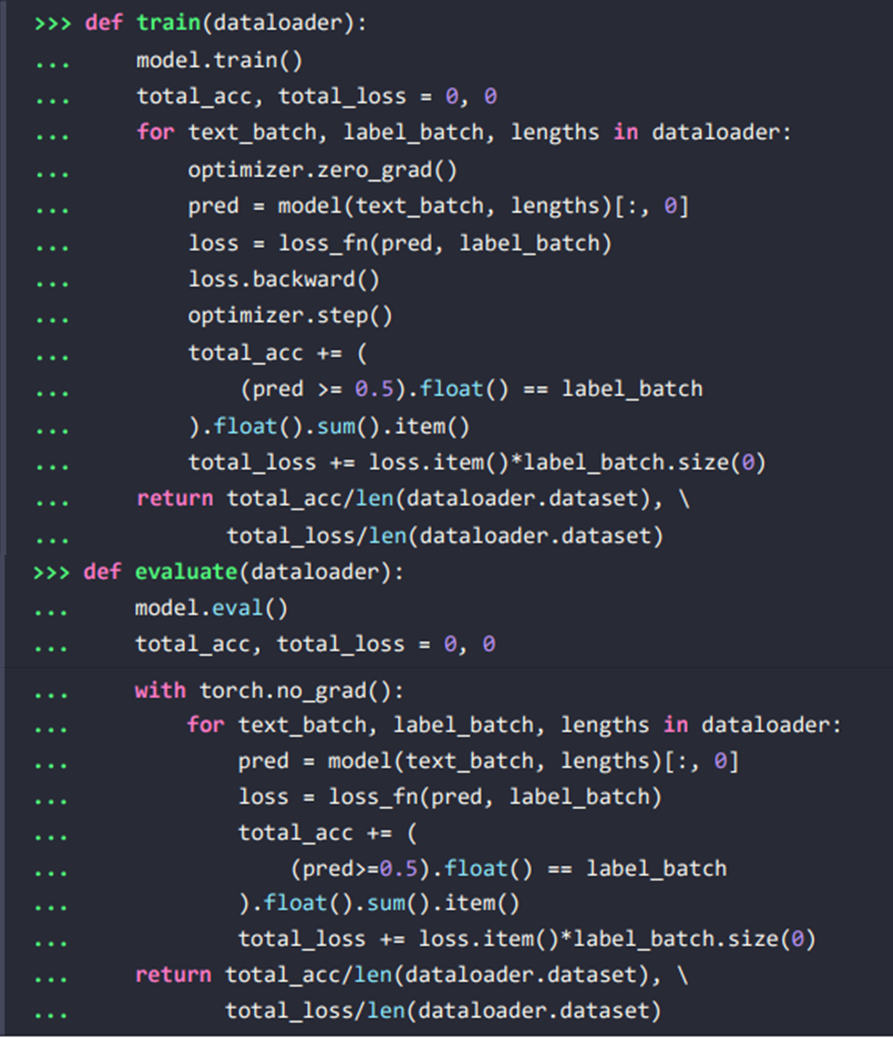 >>> def train(dataloader):
...     model.train()
...     total_acc, total_loss = 0, 0
...     for text_batch, label_batch, lengths in dataloader:
...         optimizer.zero_grad()
...         pred = model(text_batch, lengths)[:, 0]
...         loss = loss_fn(pred, label_batch)
...         loss.backward()
...         optimizer.step()
...         total_acc += (
...             (pred >= 0.5).float() == label_batch
...         ).float().sum().item()
...         total_loss += loss.item()*label_batch.size(0)
...     return total_acc/len(dataloader.dataset), \
...            total_loss/len(dataloader.dataset)
>>> def evaluate(dataloader):
...     model.eval()
...     total_acc, total_loss = 0, 0
...     with torch.no_grad():
...         for text_batch, label_batch, lengths in dataloader:
...             pred = model(text_batch, lengths)[:, 0]
...             loss = loss_fn(pred, label_batch)
...             total_acc += (
...                 (pred>=0.5).float() == label_batch
...             ).float().sum().item()
...             total_loss += loss.item()*label_batch.size(0)
...     return total_acc/len(dataloader.dataset), \
...            total_loss/len(dataloader.dataset)